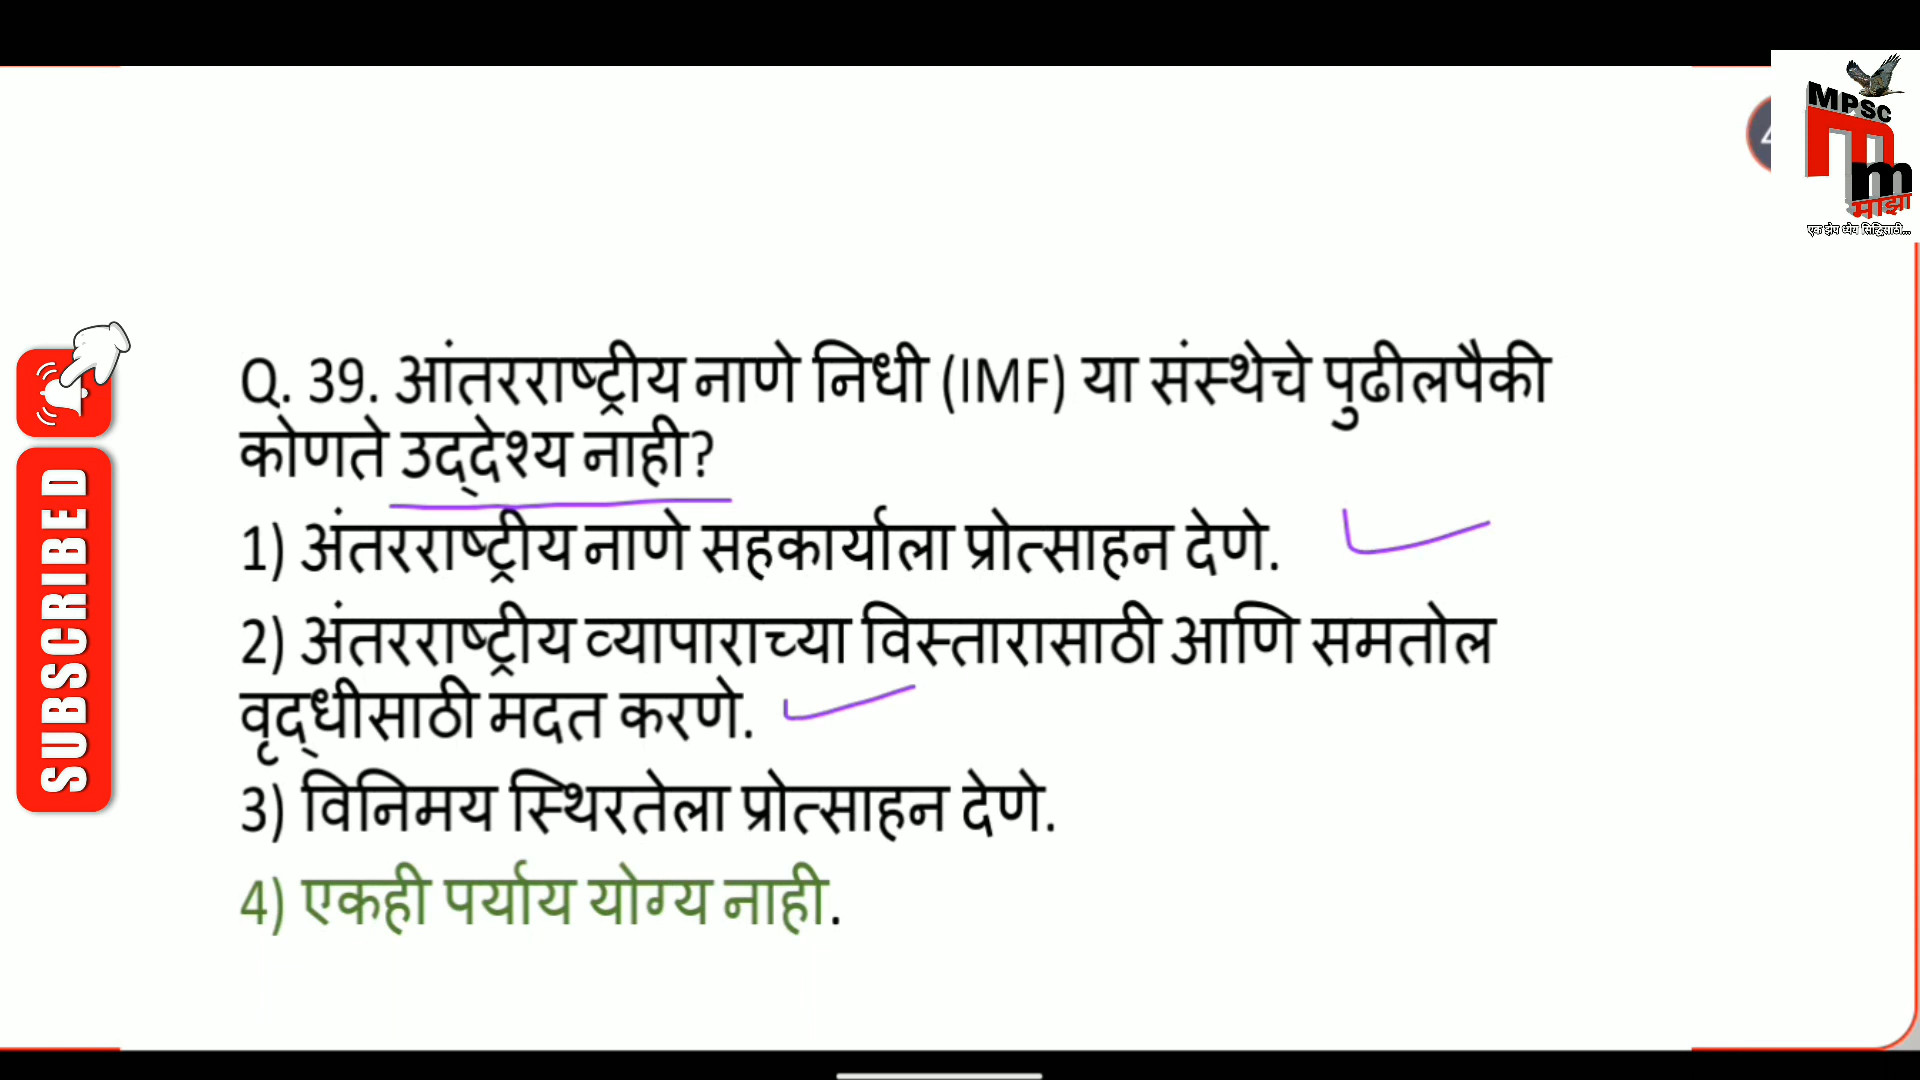 MPSC
m
माझा
एक झेप ध्येय सिद्धिसाठी...
SUBSCRIBED
Q. 39. आंतरराष्ट्रीय नाणे निधी (IMF) या संस्थेचे पुढीलपैकी
कोणते उद्देश्य नाही?
1) अंतरराष्ट्रीय नाणे सहकार्याला प्रोत्साहन देणे.
2) अंतरराष्ट्रीय व्यापाराच्या विस्तारासाठी आणि समतोल
वृद्धीसाठी मदत करणे.
3) विनिमय स्थिरतेला प्रोत्साहन देणे.
4) एकही पर्याय योग्य नाही.